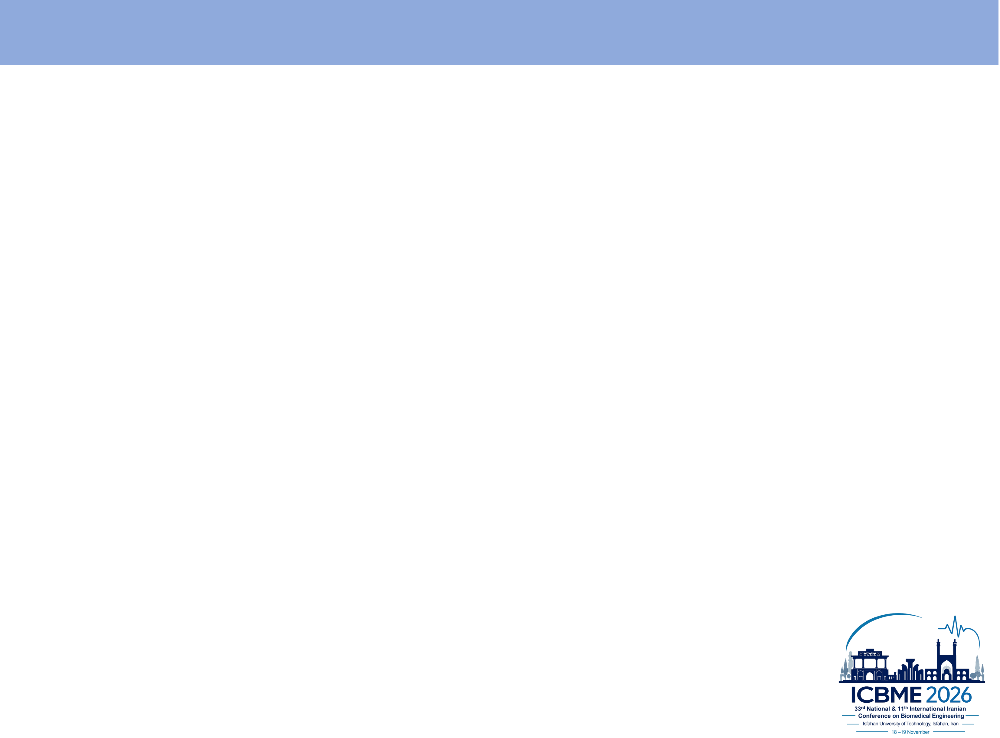 ICBME 2026
33rd National & 11th International Iranian
Conference on Biomedical Engineering
Isfahan University of Technology, Isfahan, Iran
18 –19 November